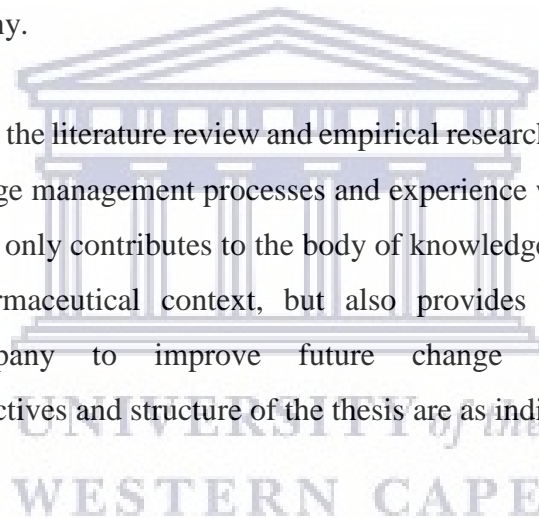 ny.
the literature review and empirical research
ge management processes and experience v
only contributes to the body of knowledge
rmaceutical context, but also provides
pany to improve future change
ctives and structure of the thesis are as indi
UNIVERSITY of the
WESTERN CAPE